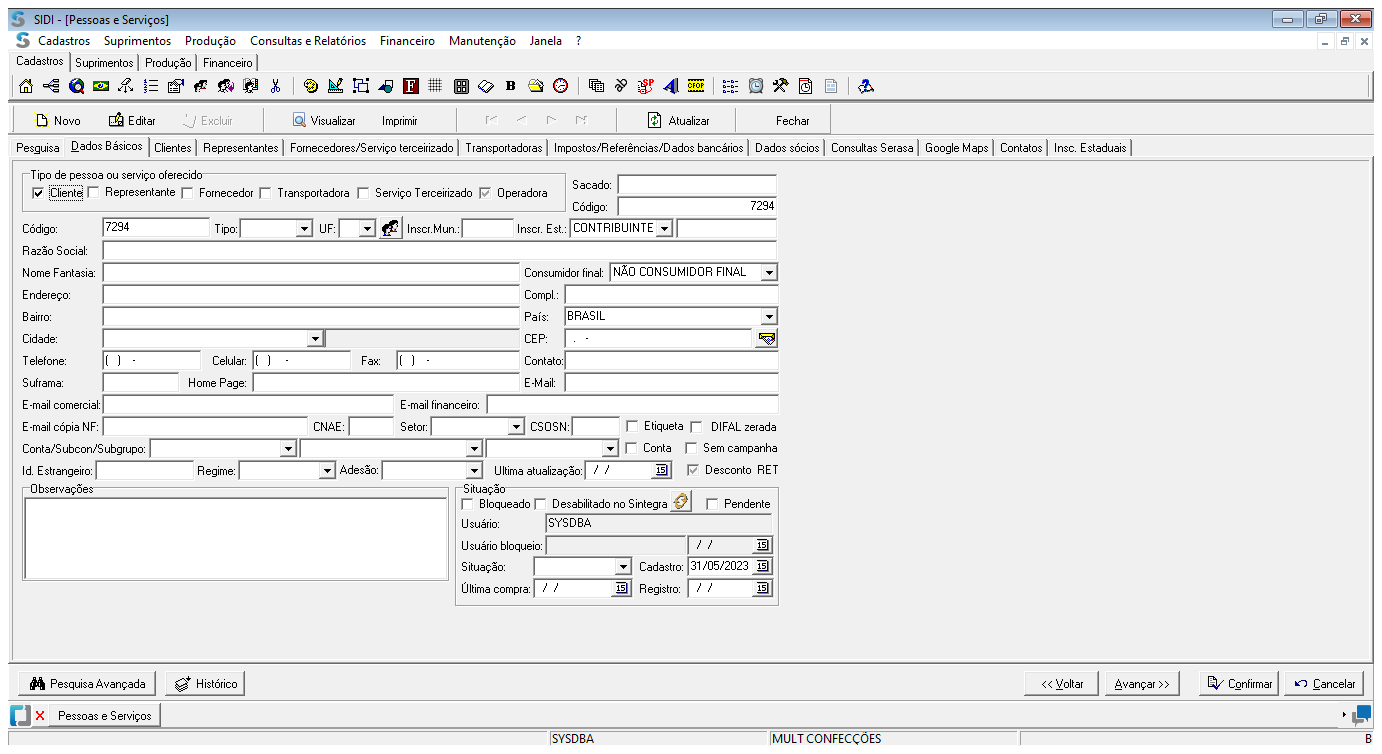 SIDI - [Pessoas e Serviços]
Cadastros Suprimentos Produção Consultas e Relatórios Financeiro Manutenção Janela ?
Cadastros Suprimentos Produção Financeiro
Novo Editar Excluir Visualizar Imprimir Atualizar Fechar
Pesquisa Dados Básicos Clientes Representantes Fornecedores/Serviço terceirizado Transportadoras Impostos/Referências/Dados bancários Dados sócios Consultas Serasa Google Maps Contatos Insc. Estaduais
Tipo de pessoa ou serviço oferecido
Cliente Representante Fornecedor Transportadora Serviço Terceirizado Operadora
Sacado:
Código: 7294
Código: 7294 Tipo: UF: Inscr.Mun.: Inscr. Est.: CONTRIBUINTE
Razão Social:
Nome Fantasia: Consumidor final: NÃO CONSUMIDOR FINAL
Endereço: Compl.:
Bairro: País: BRASIL
Cidade: CEP: . -
Telefone: ( ) - Celular: ( ) - Fax: ( ) - Contato:
Suframa: Home Page: E-Mail:
E-mail comercial: E-mail financeiro:
E-mail cópia NF: CNAE: Setor: CSOSN: Etiqueta DIFAL zerada
Conta/Subcon/Subgrupo: Conta Sem campanha
Id. Estrangeiro: Regime: Adesão: Ultima atualização: / / 15 Desconto RET
Observações
Situação
Bloqueado Desabilitado no Sintegra Pendente
Usuário: SYSDBA
Usuário bloqueio: / / 15
Situação: Cadastro: 31/05/2023 15
Última compra: / / 15 Registro: / / 15
Pesquisa Avançada Histórico << Voltar Avançar >> Confirmar Cancelar
Pessoas e Serviços
SYSDBA MULT CONFECÇÕES B